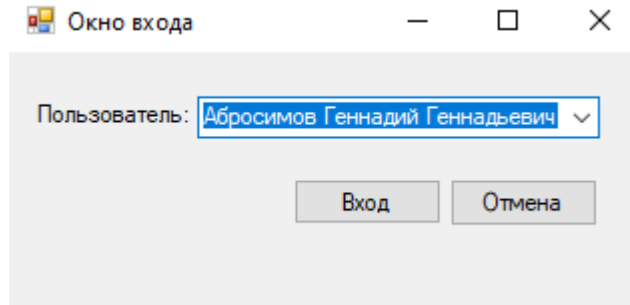 Окно входа
Пользователь: Абросимов Геннадий Геннадьевич
Вход Отмена